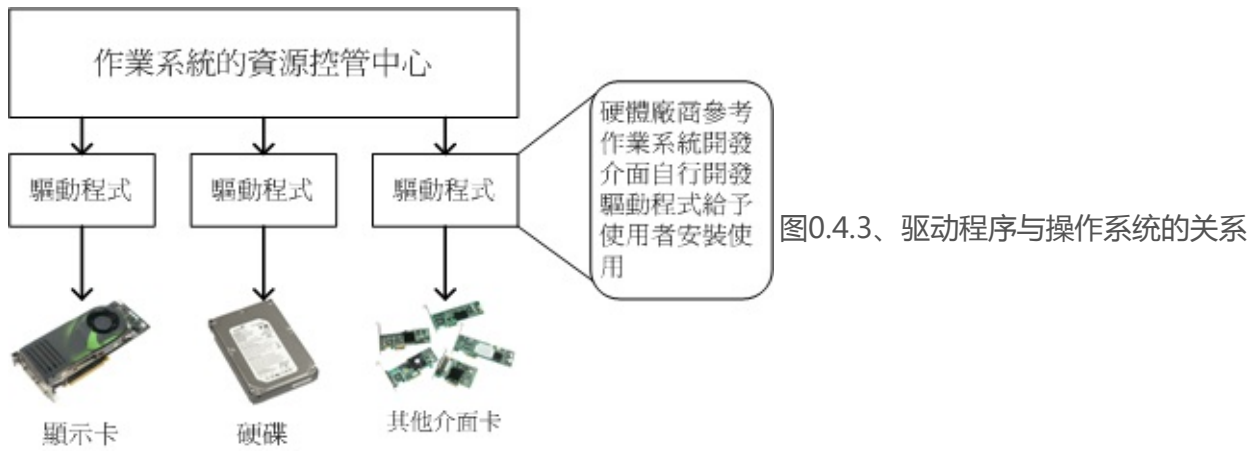 作業系統的資源控管中心
驅動程式
驅動程式
驅動程式
硬體廠商參考
作業系統開發
介面自行開發
驅動程式給予
使用者安裝使
用
图0.4.3、驱动程序与操作系统的关系
顯示卡
硬碟
其他介面卡